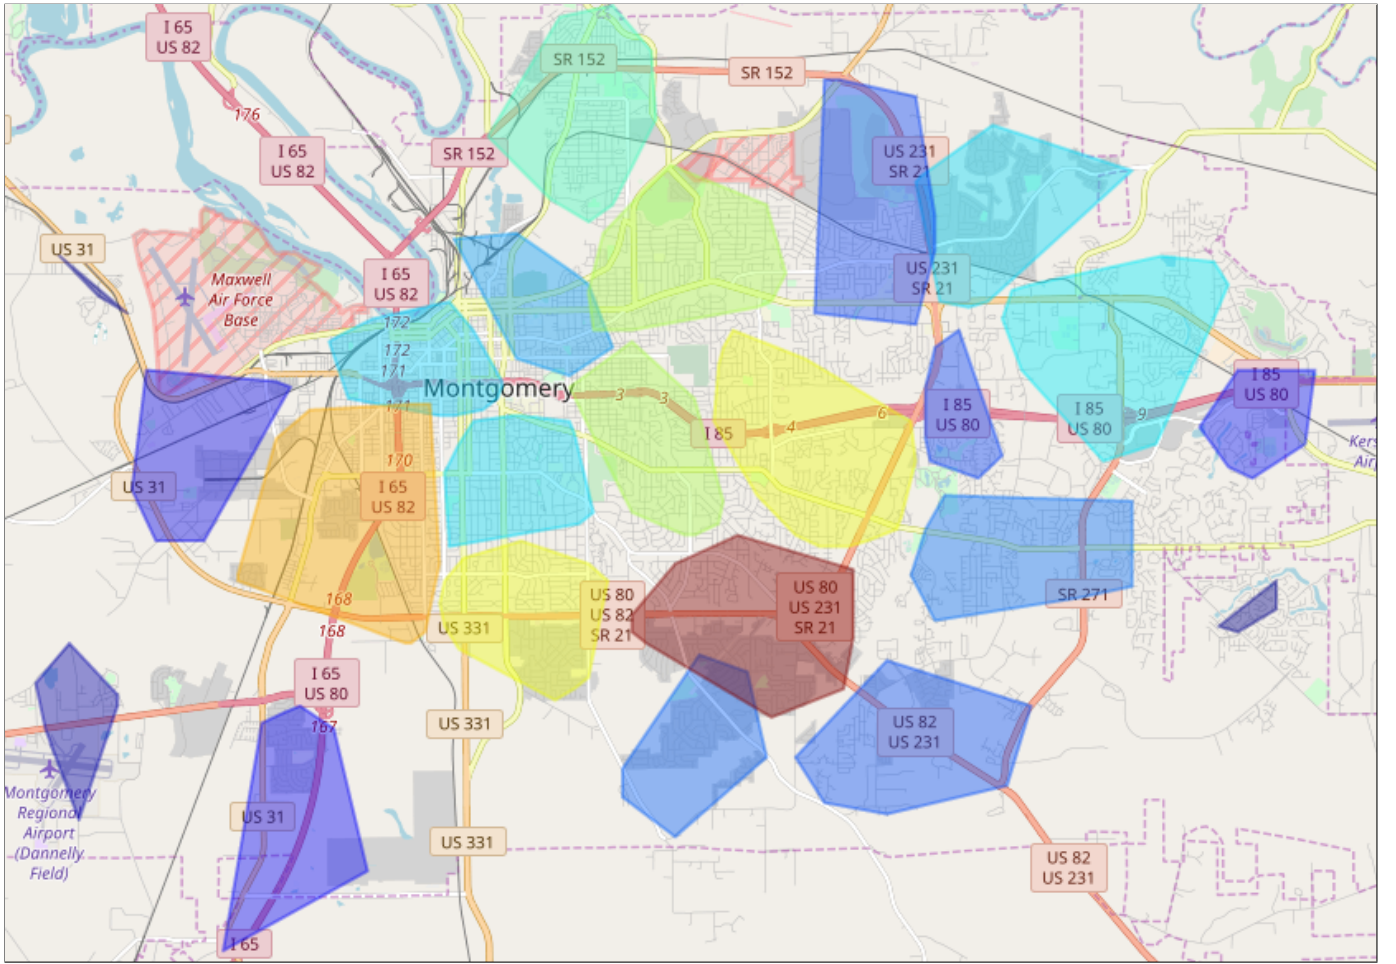 I 65
US 82
SR 152
SR 152
176
I 65
US 82
SR 152
US 231
SR 21
US 31
Maxwell
Air Force
Base
I 65
US 82
US 231
SR 21
172
172
171
171
Montgomery
3
3
I 85
4
6
I 85
US 80
I 85
US 80
9
I 85
US 80
170
US 31
I 65
US 82
168
168
US 331
US 80
US 82
SR 21
US 80
US 231
SR 21
SR 271
I 65
US 80
167
US 331
US 82
US 231
Montgomery
Regional
Airport
(Dannelly
Field)
US 31
US 331
US 82
US 231
I 65